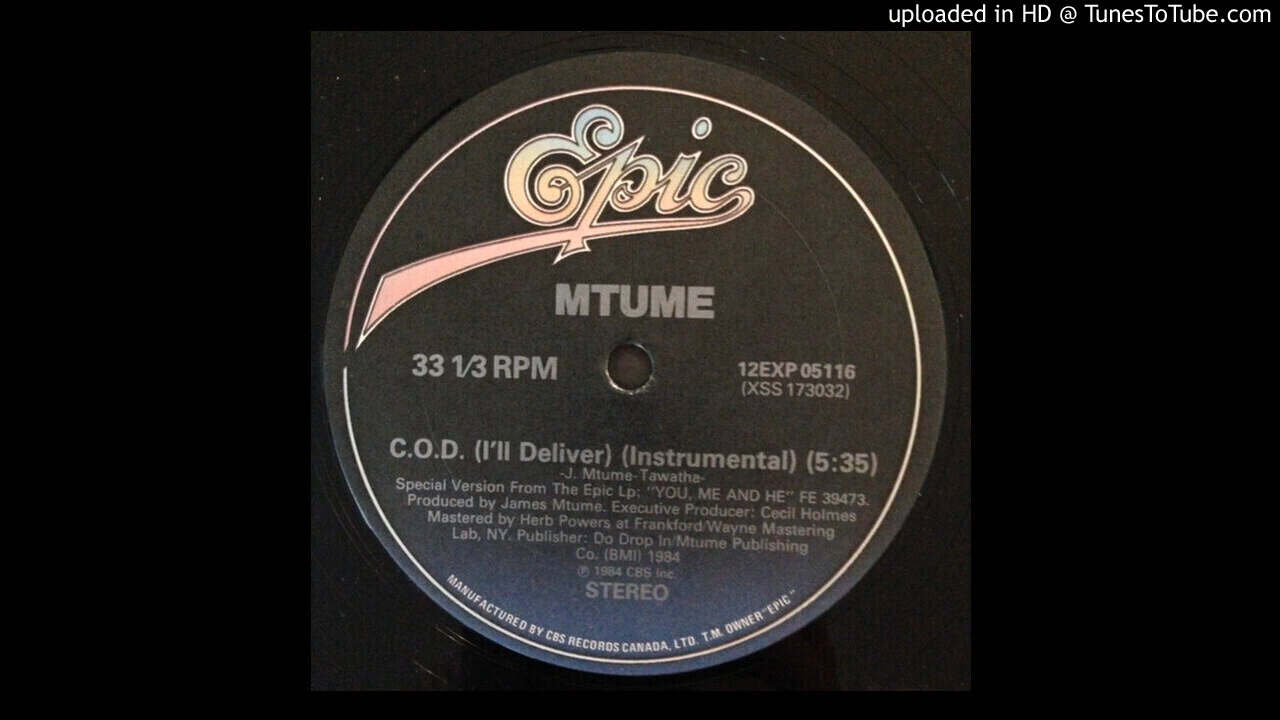 uploaded in HD @ TunesToTube.com
Epic
MTUME
33 1/3 RPM
12EXP 05116
(XSS 173032)
C.O.D. (I'll Deliver) (Instrumental) (5:35)
-J. Mtume-Tawatha-
Special Version From The Epic Lp: "YOU, ME AND HE" FE 39473.
Produced by James Mtume. Executive Producer: Cecil Holmes
Mastered by Herb Powers at Frankford/Wayne Mastering
Lab, NY. Publisher: Do Drop In/Mtume Publishing
Co. (BMI) 1984
℗ 1984 CBS Inc.
STEREO
MANUFACTURED BY CBS RECORDS CANADA, LTD. T.M. OWNER "EPIC"